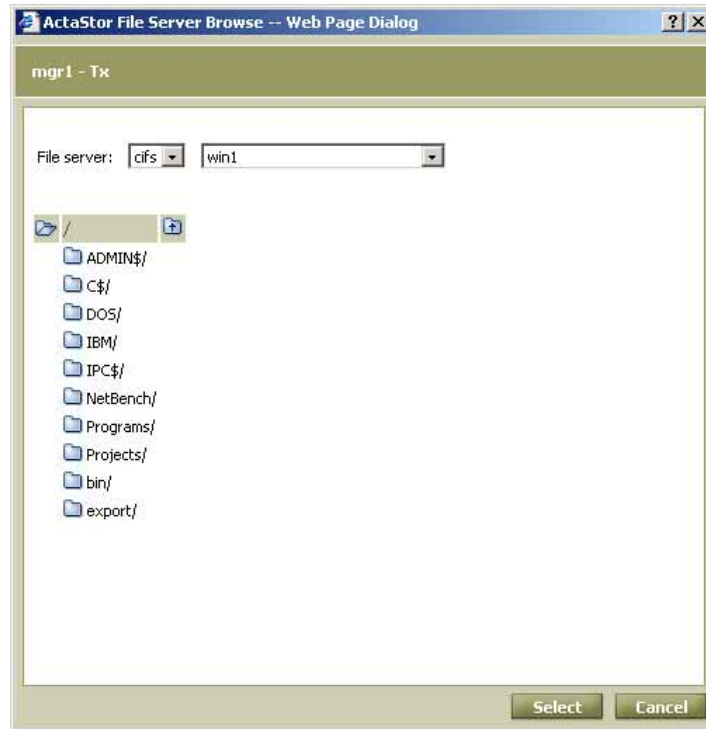 ActaStor File Server Browse -- Web Page Dialog ? X
mgr1 - Tx
File server: cifs win1
/
ADMIN$/
C$/
DOS/
IBM/
IPC$/
NetBench/
Programs/
Projects/
bin/
export/
Select Cancel